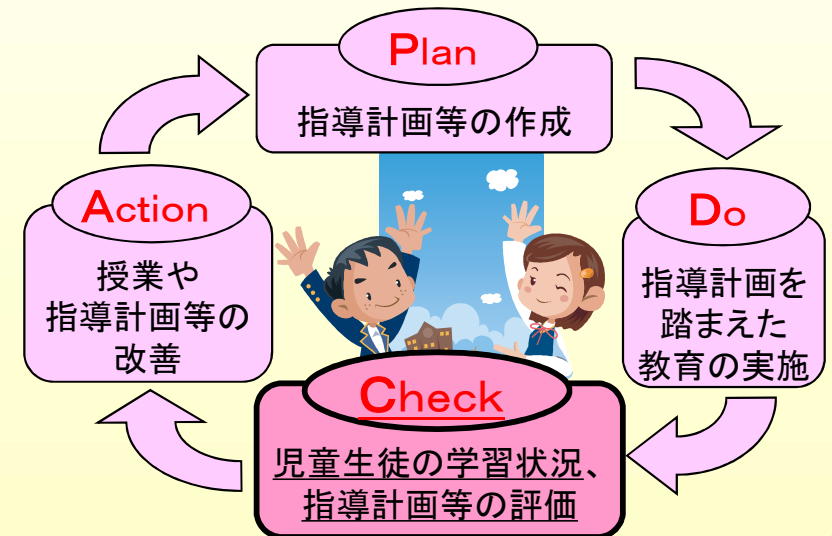 Plan
指導計画等の作成
Do
指導計画を
踏まえた
教育の実施
Check
児童生徒の学習状況、
指導計画等の評価
Action
授業や
指導計画等の
改善